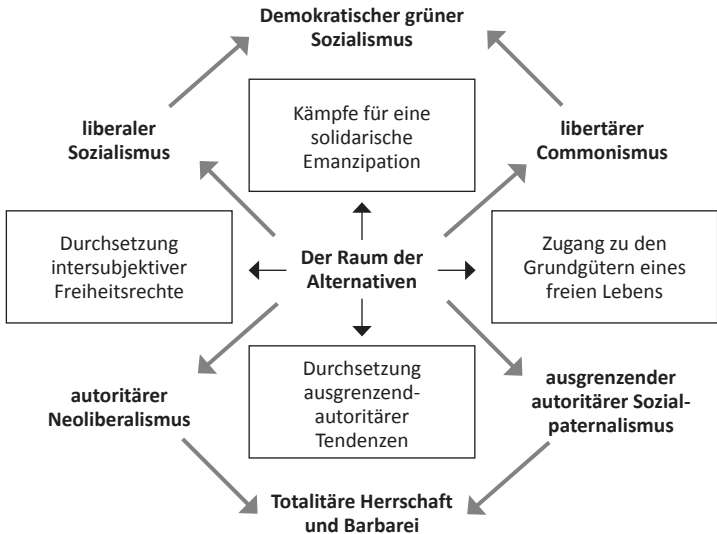 Demokratischer grüner
Sozialismus
Kämpfe für eine
solidarische
Emanzipation
liberaler
Sozialismus
libertärer
Commonismus
Durchsetzung
intersubjektiver
Freiheitsrechte
Der Raum der
Alternativen
Zugang zu den
Grundgütern eines
freien Lebens
autoritärer
Neoliberalismus
Durchsetzung
ausgrenzend-
autoritärer
Tendenzen
ausgrenzender
autoritärer Sozial-
paternalismus
Totalitäre Herrschaft
und Barbarei